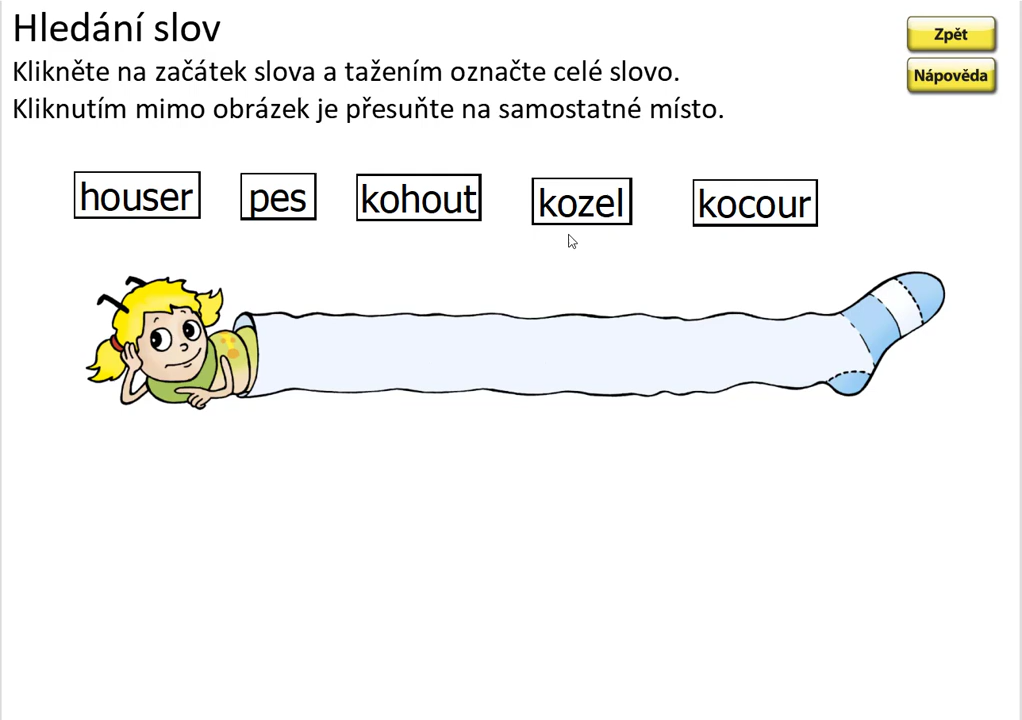 Hledání slov
Zpět
Klikněte na začátek slova a tažením označte celé slovo.
Nápověda
Kliknutím mimo obrázek je přesuňte na samostatné místo.
houser pes kohout kozel kocour